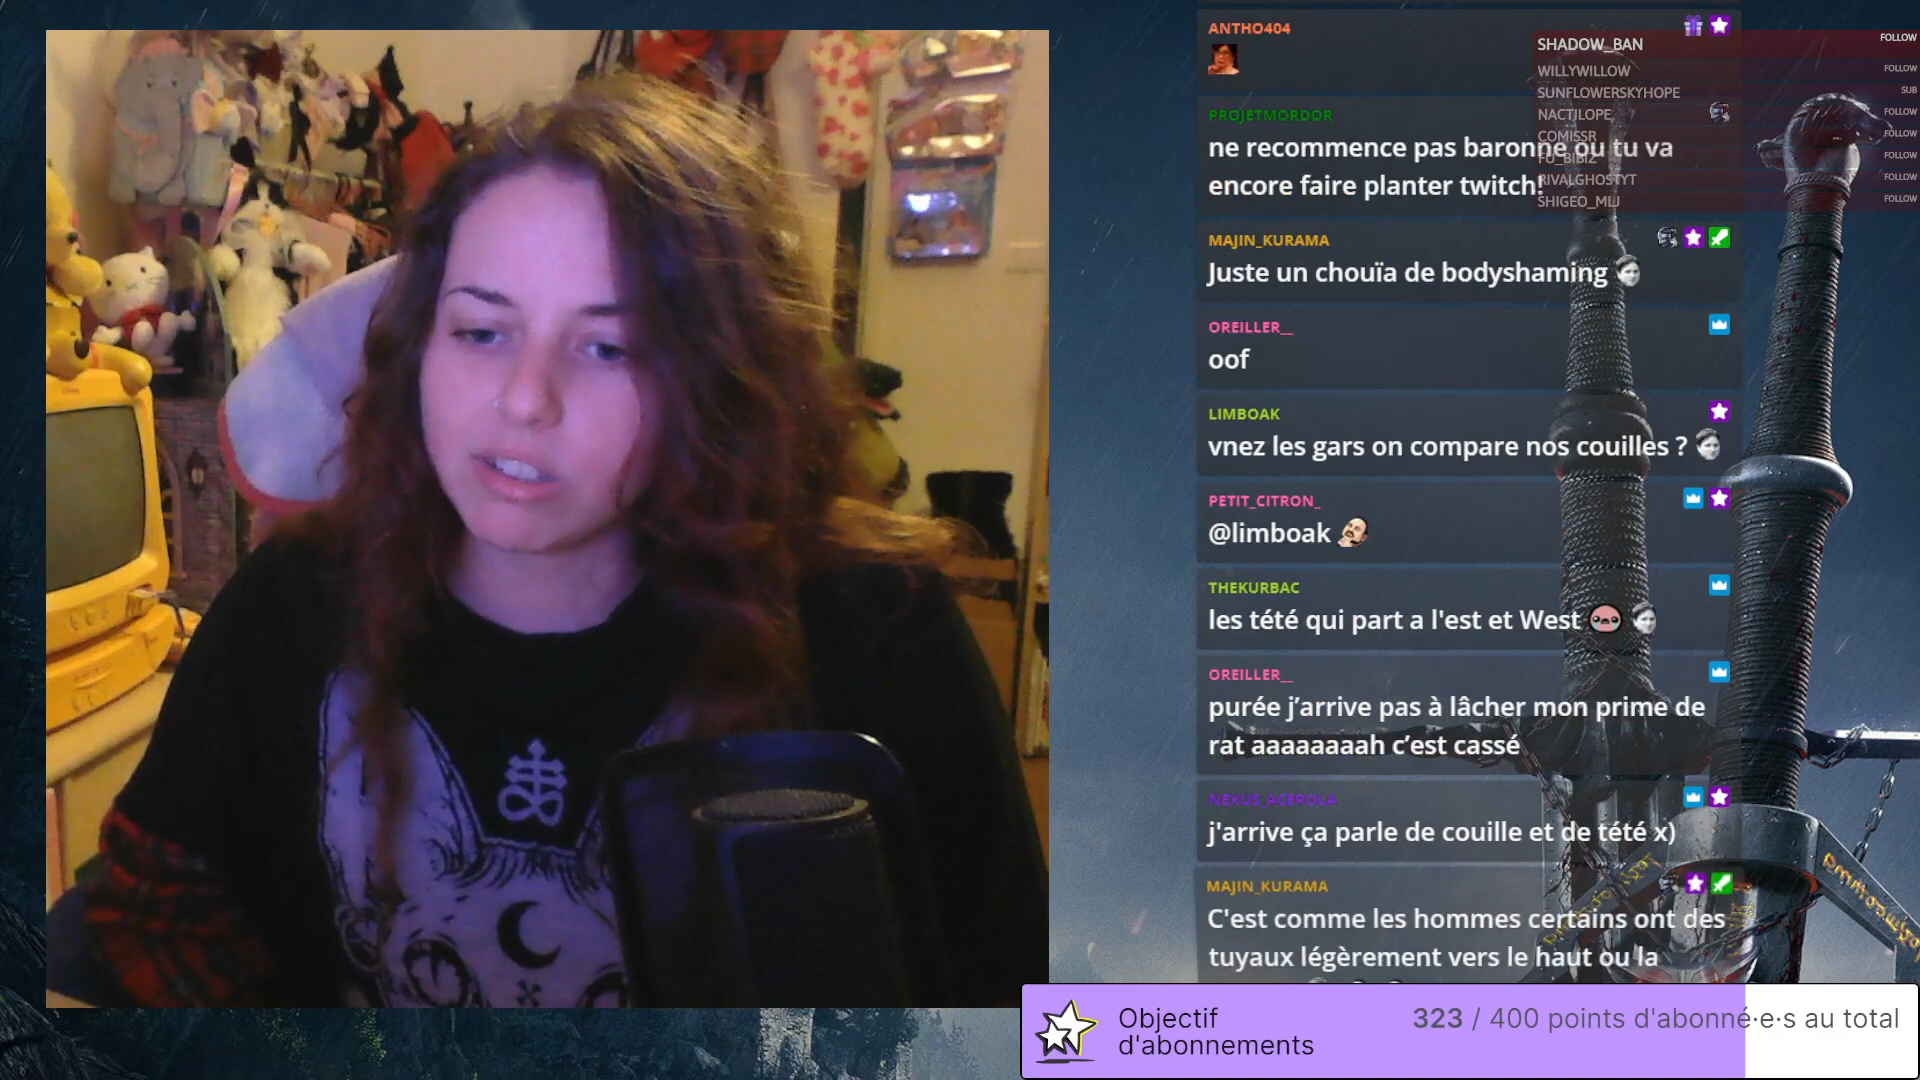 ANTHO404
SHADOW_BAN FOLLOW
WILLYWILLOW FOLLOW
SUNFLOWERSKYHOPE SUB
NACTILOPE FOLLOW
COMISSR FOLLOW
FU_BIBIZ FOLLOW
RIVALGHOSTYT FOLLOW
SHIGEO_MLJ FOLLOW
PROJETMORDOR
ne recommence pas baronne ou tu va
encore faire planter twitch!
MAJIN_KURAMA
Juste un chouïa de bodyshaming
OREILLER__
oof
LIMBOAK
vnez les gars on compare nos couilles ?
PETIT_CITRON_
@limboak
THEKURBAC
les tété qui part a l'est et West
OREILLER__
purée j’arrive pas à lâcher mon prime de
rat aaaaaaaah c’est cassé
NEXUS_ACEROLA
j'arrive ça parle de couille et de tété x)
MAJIN_KURAMA
C'est comme les hommes certains ont des
tuyaux légèrement vers le haut ou la
Objectif
d'abonnements
323 / 400 points d'abonné·e·s au total